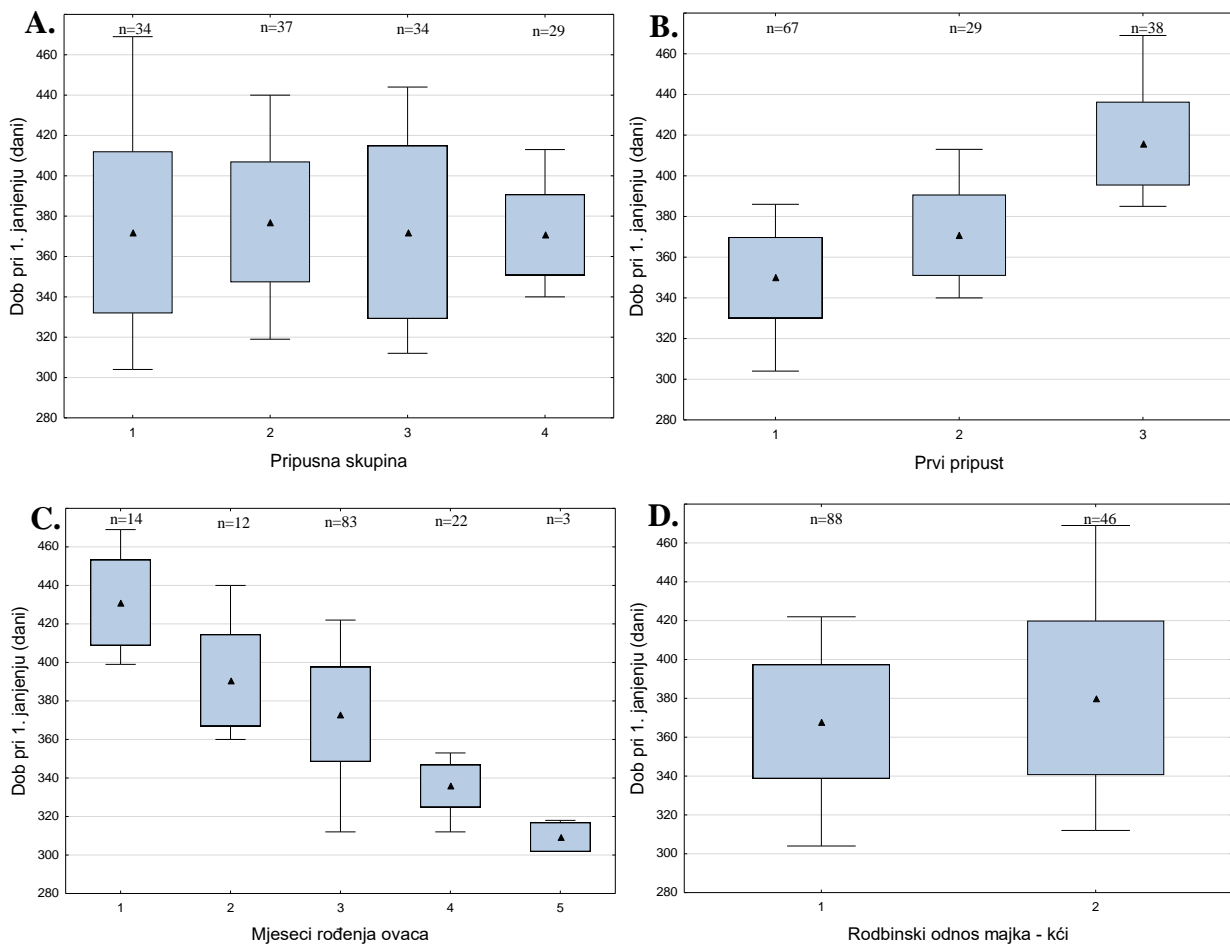 A.
n=34 n=37 n=34 n=29
460
440
420
400
380
360
340
320
300
280
Dob pri 1. janjenju (dani)
1 2 3 4
Pripusna skupina
B.
n=67 n=29 n=38
460
440
420
400
380
360
340
320
300
280
Dob pri 1. janjenju (dani)
1 2 3
Prvi pripust
C.
n=14 n=12 n=83 n=22 n=3
460
440
420
400
380
360
340
320
300
280
Dob pri 1. janjenju (dani)
1 2 3 4 5
Mjeseci rođenja ovaca
D.
n=88 n=46
460
440
420
400
380
360
340
320
300
280
Dob pri 1. janjenju (dani)
1 2
Rodbinski odnos majka - kći